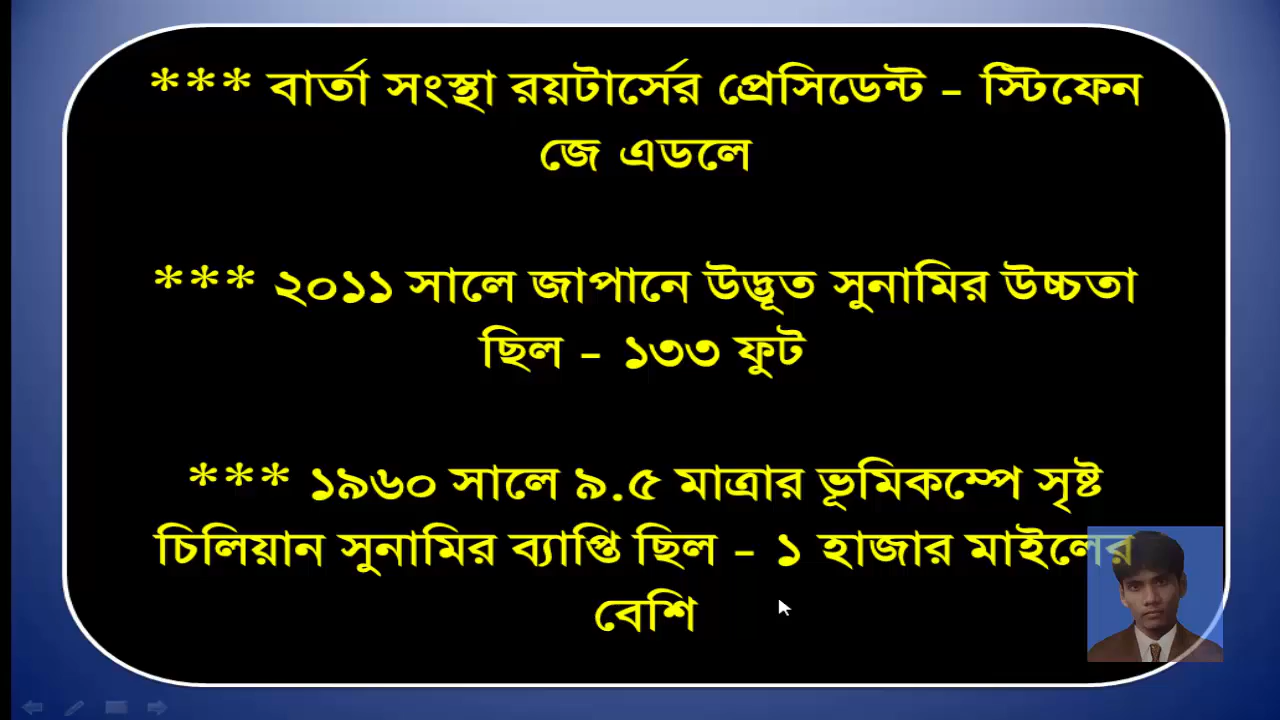 *** বার্তা সংস্থা রয়টার্সের প্রেসিডেন্ট - স্টিফেন
জে এডলে
*** ২০১১ সালে জাপানে উদ্ভূত সুনামির উচ্চতা
ছিল - ১৩৩ ফুট
*** ১৯৬০ সালে ৯.৫ মাত্রার ভূমিকম্পে সৃষ্ট
চিলিয়ান সুনামির ব্যাপ্তি ছিল - ১ হাজার মাইলের
বেশি